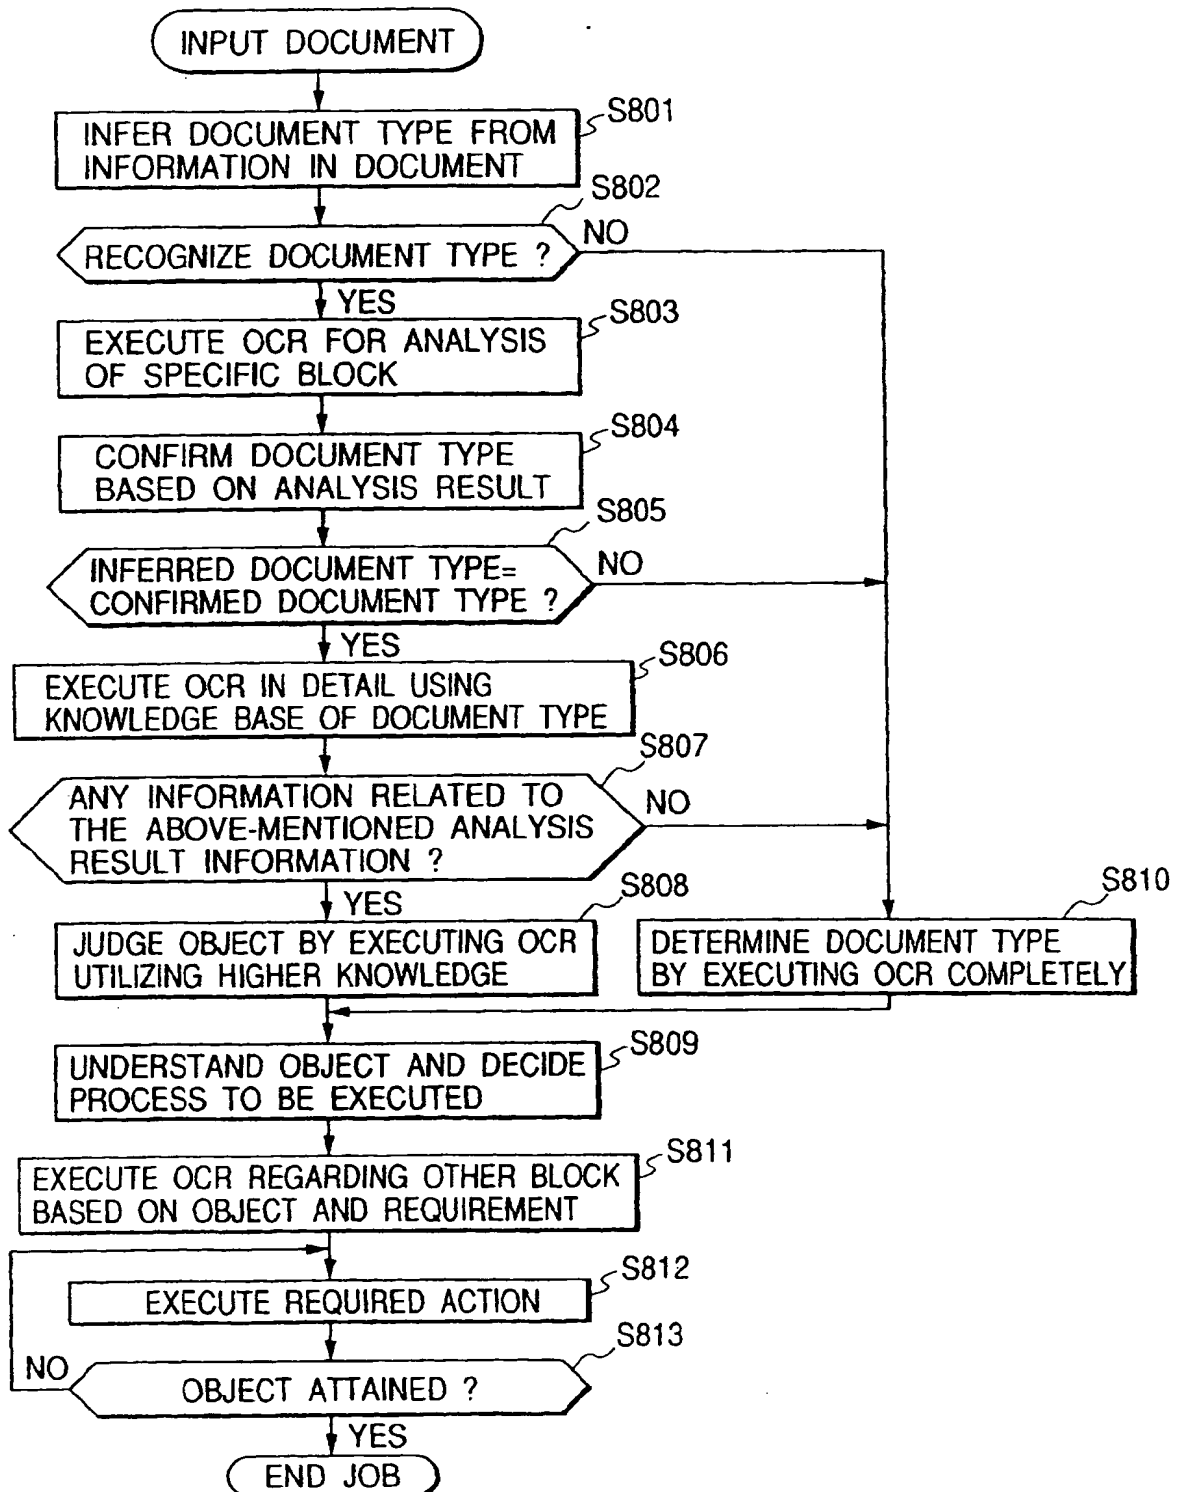 INPUT DOCUMENT
S801
INFER DOCUMENT TYPE FROM
INFORMATION IN DOCUMENT
S802
RECOGNIZE DOCUMENT TYPE ?
NO
YES
S803
EXECUTE OCR FOR ANALYSIS
OF SPECIFIC BLOCK
S804
CONFIRM DOCUMENT TYPE
BASED ON ANALYSIS RESULT
S805
INFERRED DOCUMENT TYPE=
CONFIRMED DOCUMENT TYPE ?
NO
YES
S806
EXECUTE OCR IN DETAIL USING
KNOWLEDGE BASE OF DOCUMENT TYPE
S807
ANY INFORMATION RELATED TO
THE ABOVE-MENTIONED ANALYSIS
RESULT INFORMATION ?
NO
YES
S808
JUDGE OBJECT BY EXECUTING OCR
UTILIZING HIGHER KNOWLEDGE
S810
DETERMINE DOCUMENT TYPE
BY EXECUTING OCR COMPLETELY
S809
UNDERSTAND OBJECT AND DECIDE
PROCESS TO BE EXECUTED
S811
EXECUTE OCR REGARDING OTHER BLOCK
BASED ON OBJECT AND REQUIREMENT
S812
EXECUTE REQUIRED ACTION
S813
NO
OBJECT ATTAINED ?
YES
END JOB